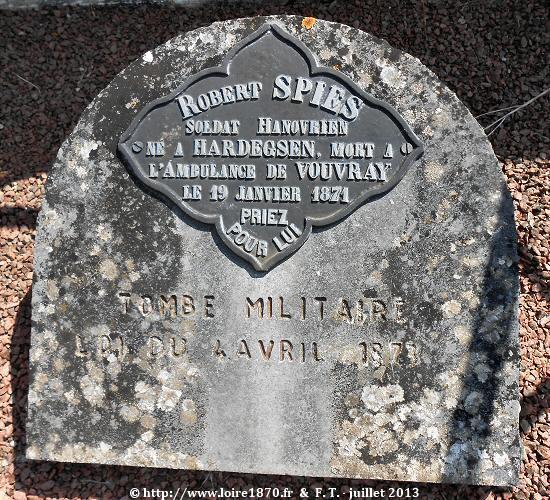 ROBERT SPIES
SOLDAT HANOVRIEN
NÉ A HARDEGSEN, MORT A
L'AMBULANCE DE VOUVRAY
LE 19 JANVIER 1871
PRIEZ
POUR LUI
TOMBE MILITAIRE
LOI DU 4 AVRIL 1873
©http://www.loire1870.fr & F.T. - juillet 2013